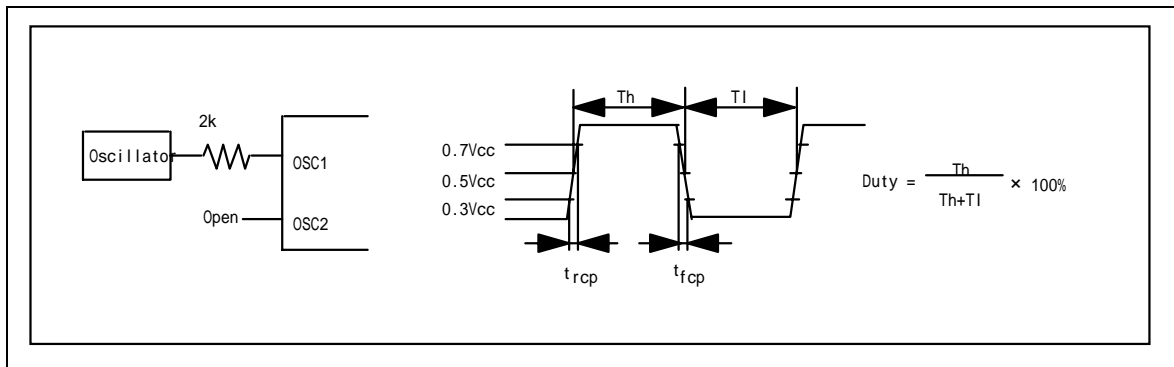 2k
Oscillator
OSC1
Open
OSC2
Th
Tl
0.7Vcc
0.5Vcc
0.3Vcc
trcp
tfcp
Duty = Th / Th+Tl × 100%